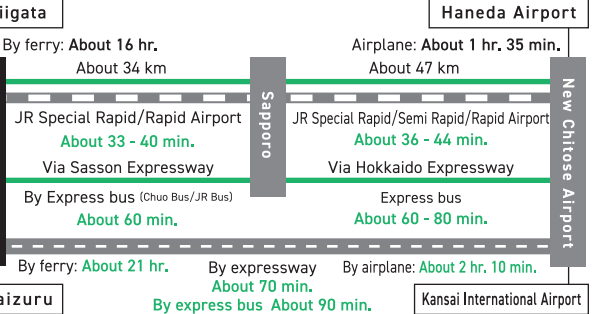 iigata
Haneda Airport
By ferry: About 16 hr.
Airplane: About 1 hr. 35 min.
About 34 km
About 47 km
Sapporo
New Chitose Airport
JR Special Rapid/Rapid Airport
About 33 - 40 min.
JR Special Rapid/Semi Rapid/Rapid Airport
About 36 - 44 min.
Via Sasson Expressway
Via Hokkaido Expressway
By Express bus (Chuo Bus/JR Bus)
About 60 min.
Express bus
About 60 - 80 min.
By ferry: About 21 hr.
By expressway
About 70 min.
By express bus About 90 min.
By airplane: About 2 hr. 10 min.
aizuru
Kansai International Airport